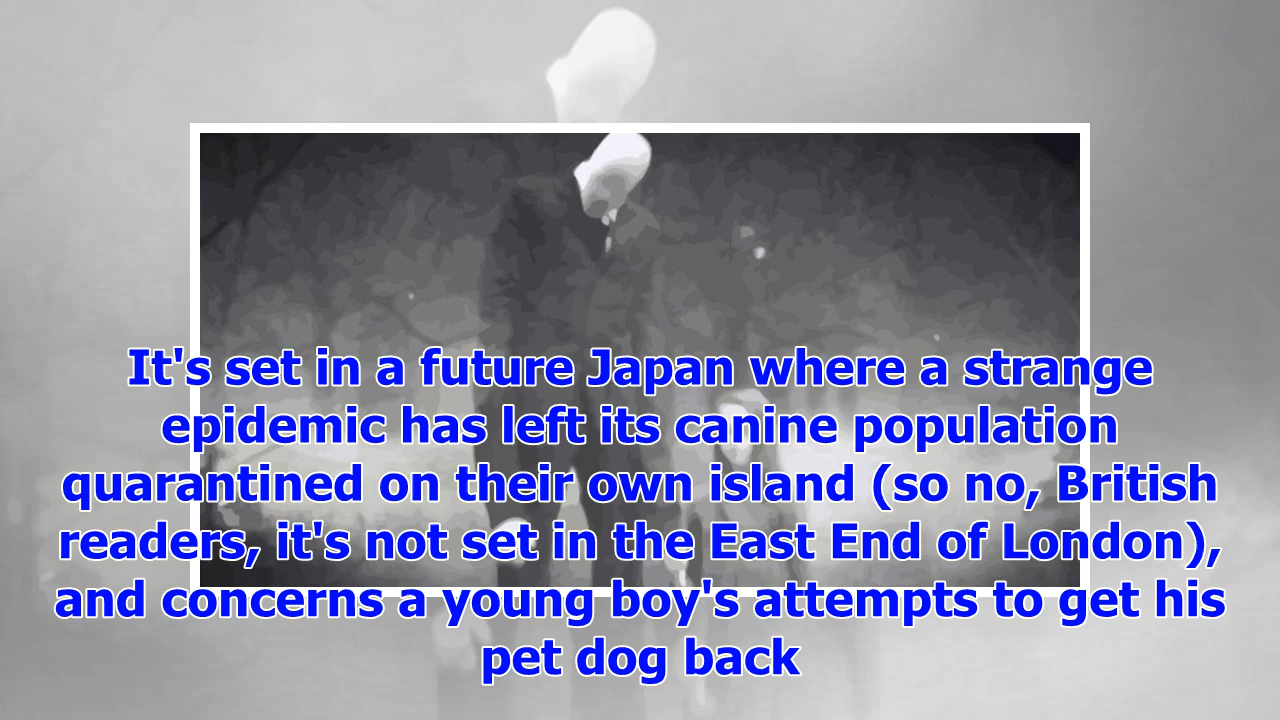 It's set in a future Japan where a strange
epidemic has left its canine population
quarantined on their own island (so no, British
readers, it's not set in the East End of London),
and concerns a young boy's attempts to get his
pet dog back